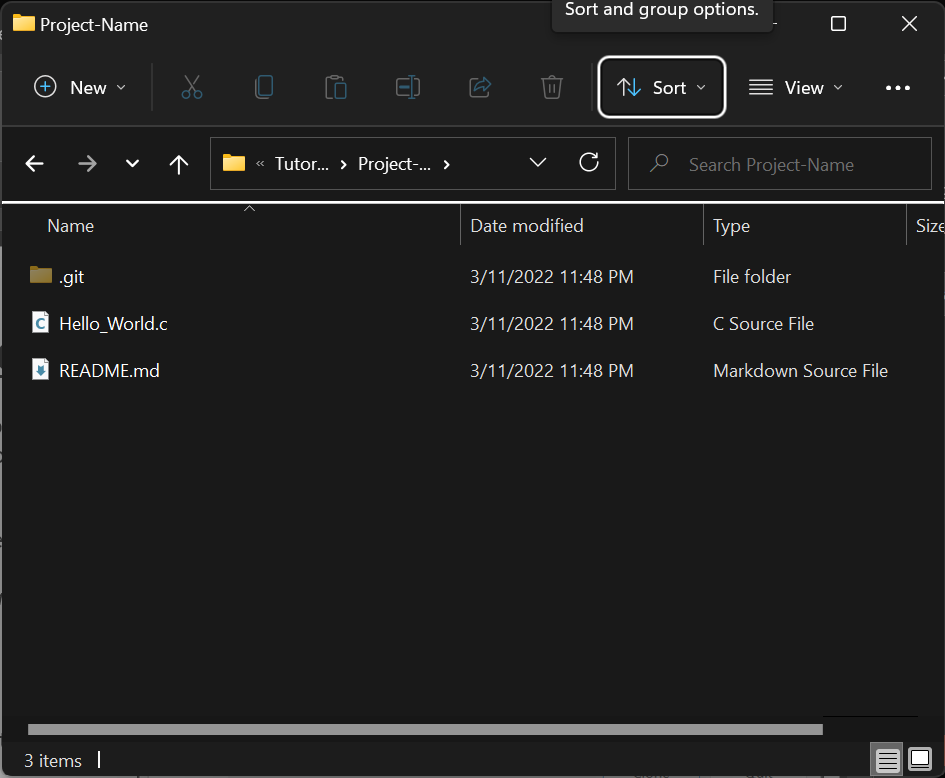 Project-Name
Sort and group options.
New
Sort
View
« Tutor... > Project-... >
Search Project-Name
Name Date modified Type Size
.git 3/11/2022 11:48 PM File folder
Hello_World.c 3/11/2022 11:48 PM C Source File
README.md 3/11/2022 11:48 PM Markdown Source File
3 items